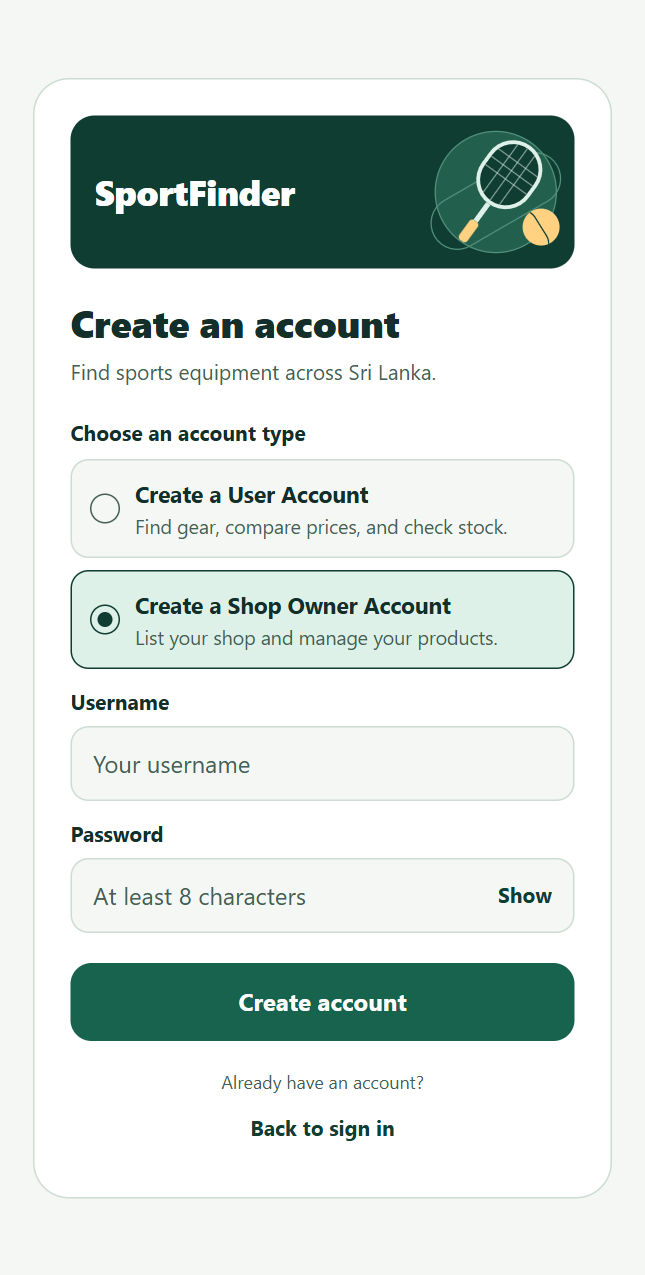 SportFinder
Create an account
Find sports equipment across Sri Lanka.
Choose an account type
Create a User Account
Find gear, compare prices, and check stock.
Create a Shop Owner Account
List your shop and manage your products.
Username
Your username
Password
At least 8 characters
Show
Create account
Already have an account?
Back to sign in